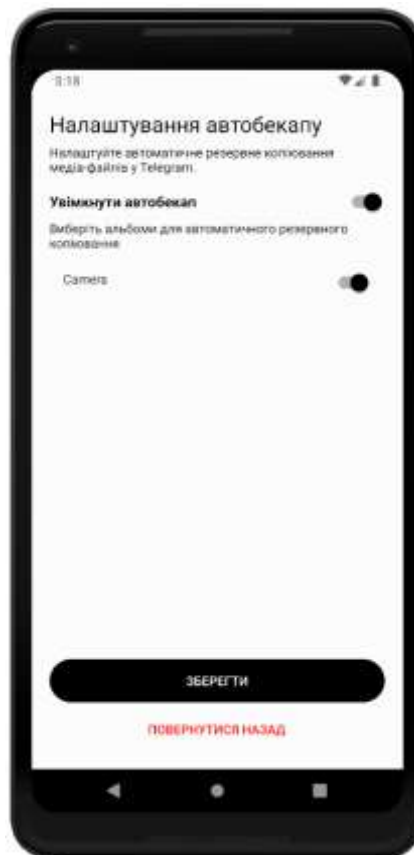 3:18
Налаштування автобекапу
Налаштуйте автоматичне резервне копіювання
медіа-файлів у Telegram.
Увімкнути автобекап
Виберіть альбоми для автоматичного резервного
копіювання
Camera
ЗБЕРЕГТИ
ПОВЕРНУТИСЯ НАЗАД